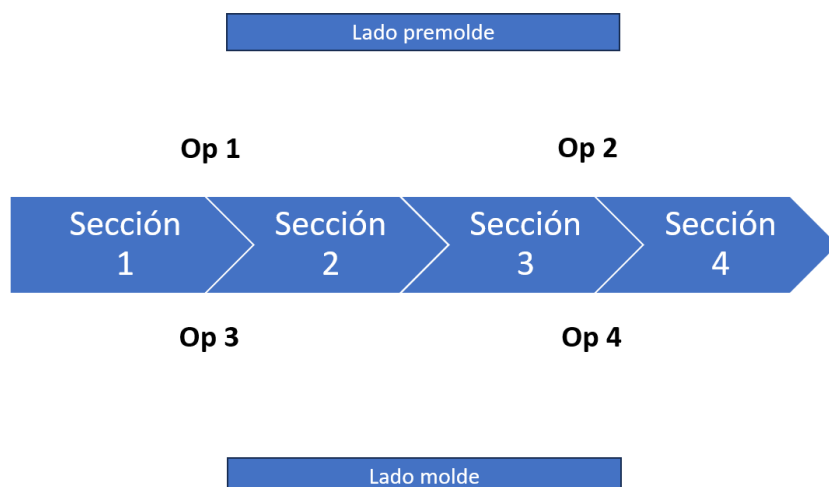 Lado premolde
Op 1
Op 2
Sección
1
Sección
2
Sección
3
Sección
4
Op 3
Op 4
Lado molde